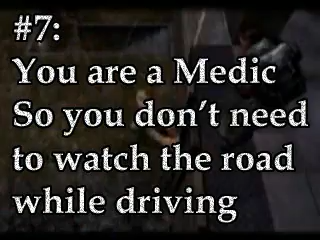 #7:
You are a Medic
So you don't need
to watch the road
while driving